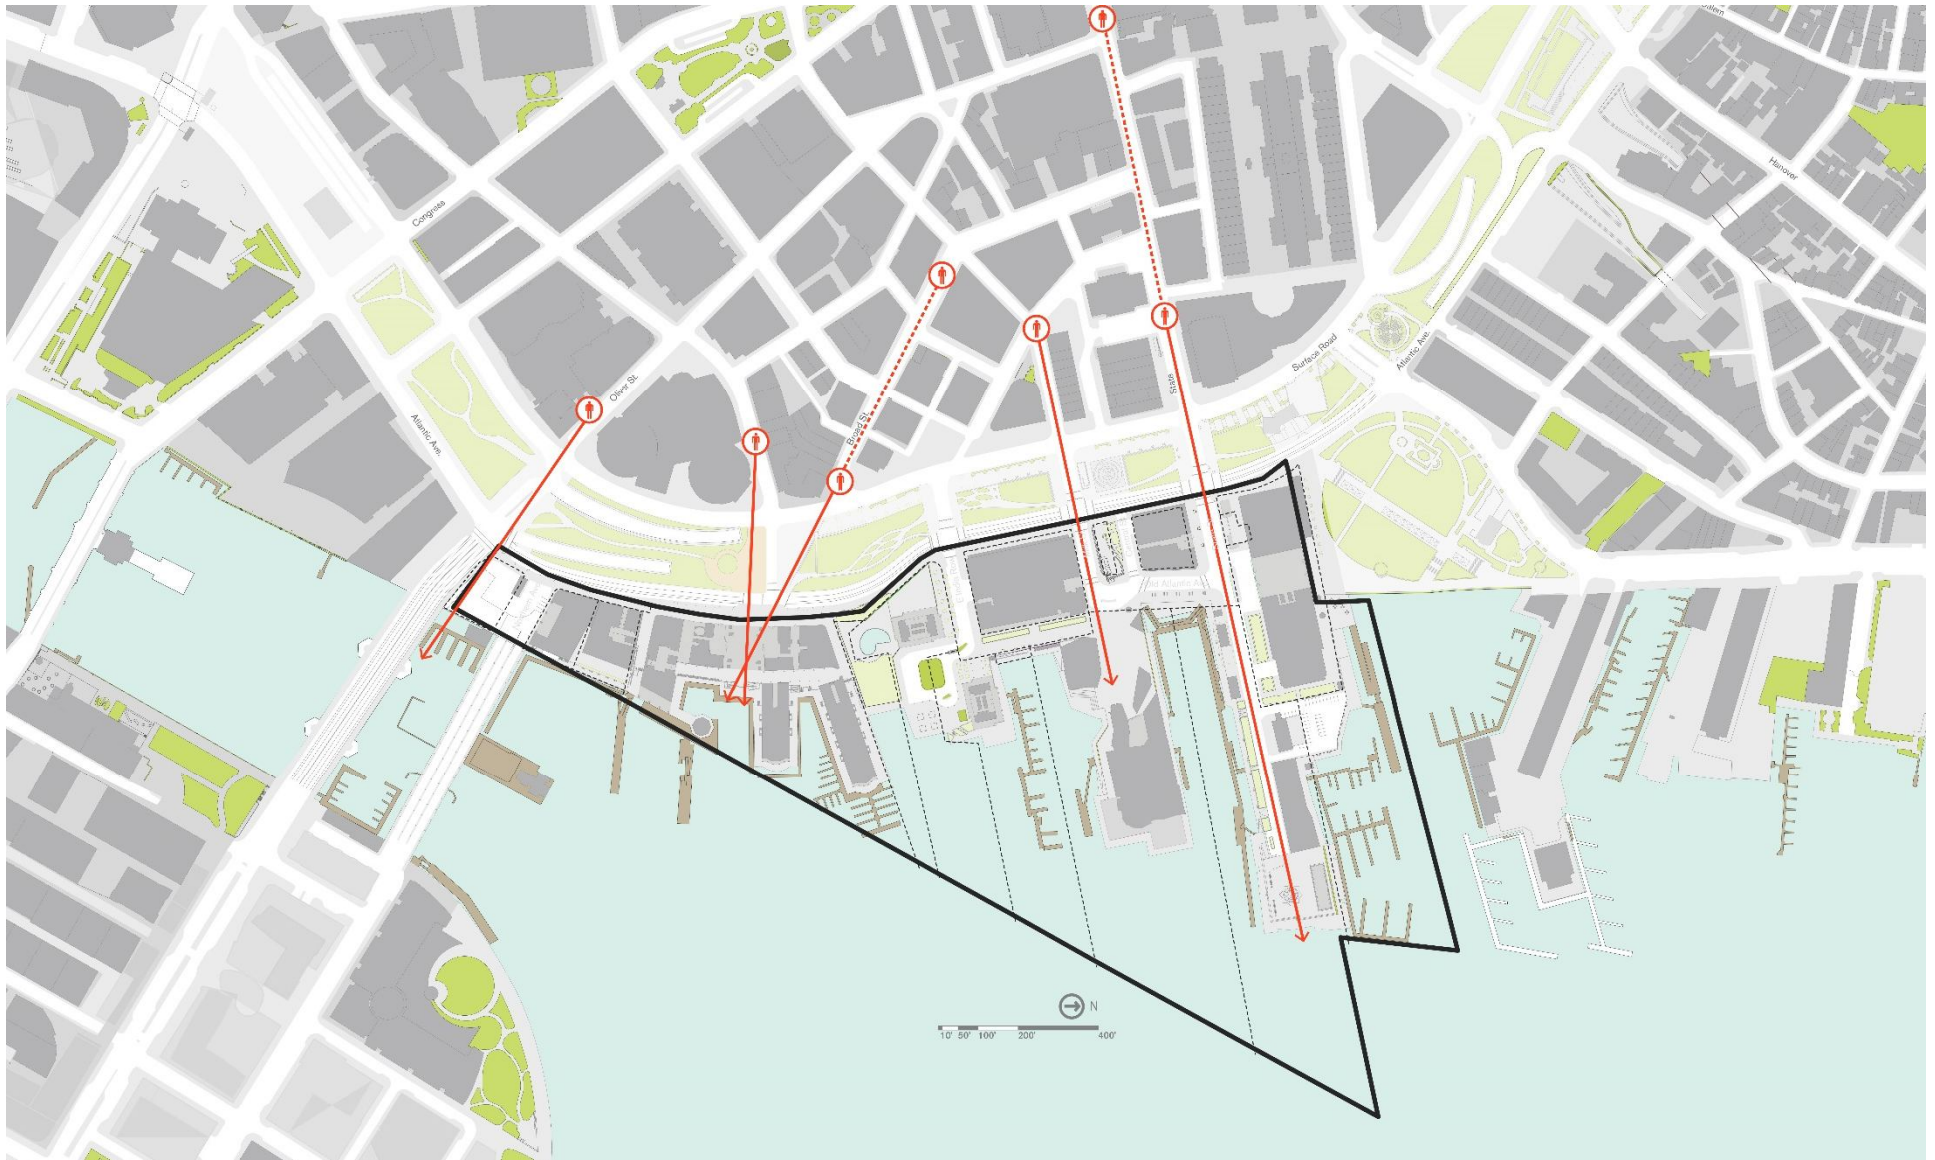 Hanover
Congress
Oliver St.
Atlantic Ave.
Broad St.
State
Surface Road
Atlantic Ave.
Old Atlantic Av
N
10' 50' 100' 200' 400'